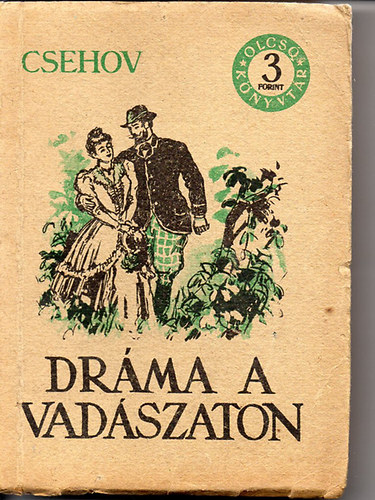 CSEHOV
OLCSÓ
KÖNYVTÁR
3
FORINT
DRÁMA A
VADÁSZATON